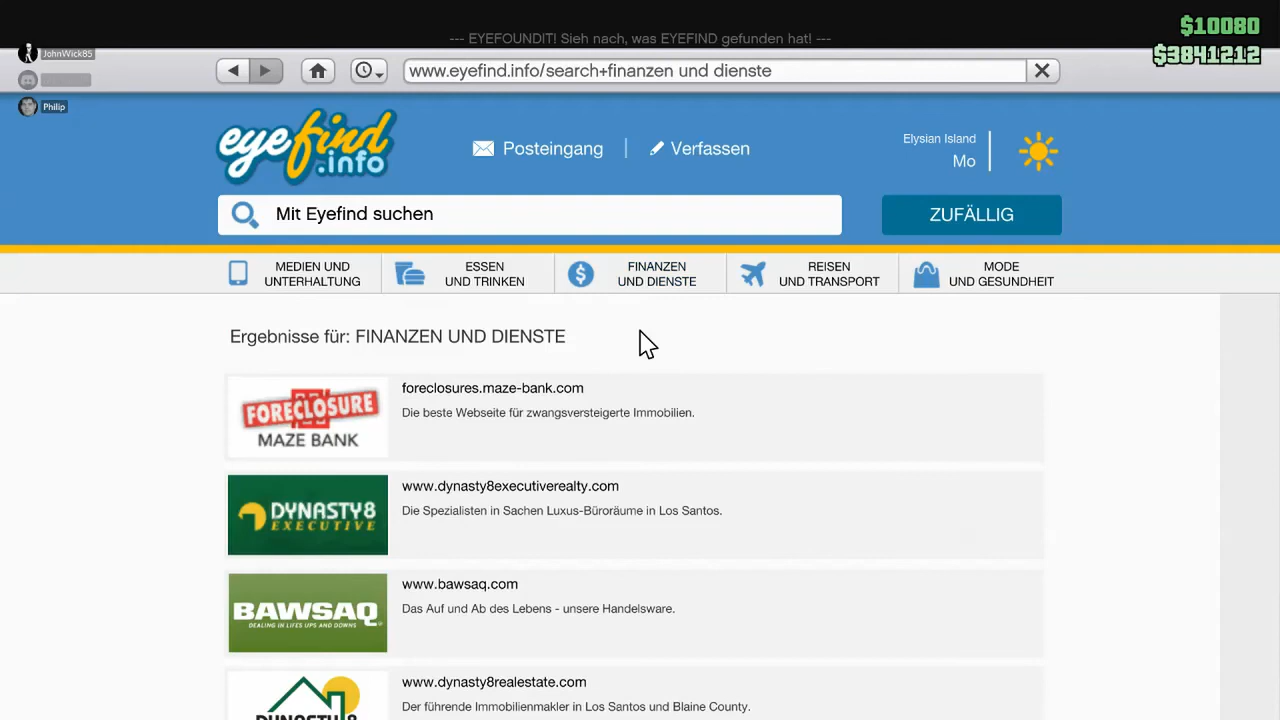 $10080
--- EYEFOUNDIT! Sieh nach, was EYEFIND gefunden hat! ---
$3841212
JohnWick85
www.eyefind.info/search+finanzen und dienste
Philip
eyefind
.info
Posteingang
Verfassen
Elysian Island
Mo
Mit Eyefind suchen
ZUFÄLLIG
MEDIEN UND
UNTERHALTUNG
ESSEN
UND TRINKEN
FINANZEN
UND DIENSTE
REISEN
UND TRANSPORT
MODE
UND GESUNDHEIT
Ergebnisse für: FINANZEN UND DIENSTE
FORECLOSURE
MAZE BANK
foreclosures.maze-bank.com
Die beste Webseite für zwangsversteigerte Immobilien.
DYNASTY8
EXECUTIVE
www.dynasty8executiverealty.com
Die Spezialisten in Sachen Luxus-Büroräume in Los Santos.
BAWSAQ
DEALING IN LIFES UPS AND DOWNS
www.bawsaq.com
Das Auf und Ab des Lebens - unsere Handelsware.
DYNASTY 8
www.dynasty8realestate.com
Der führende Immobilienmakler in Los Santos und Blaine County.